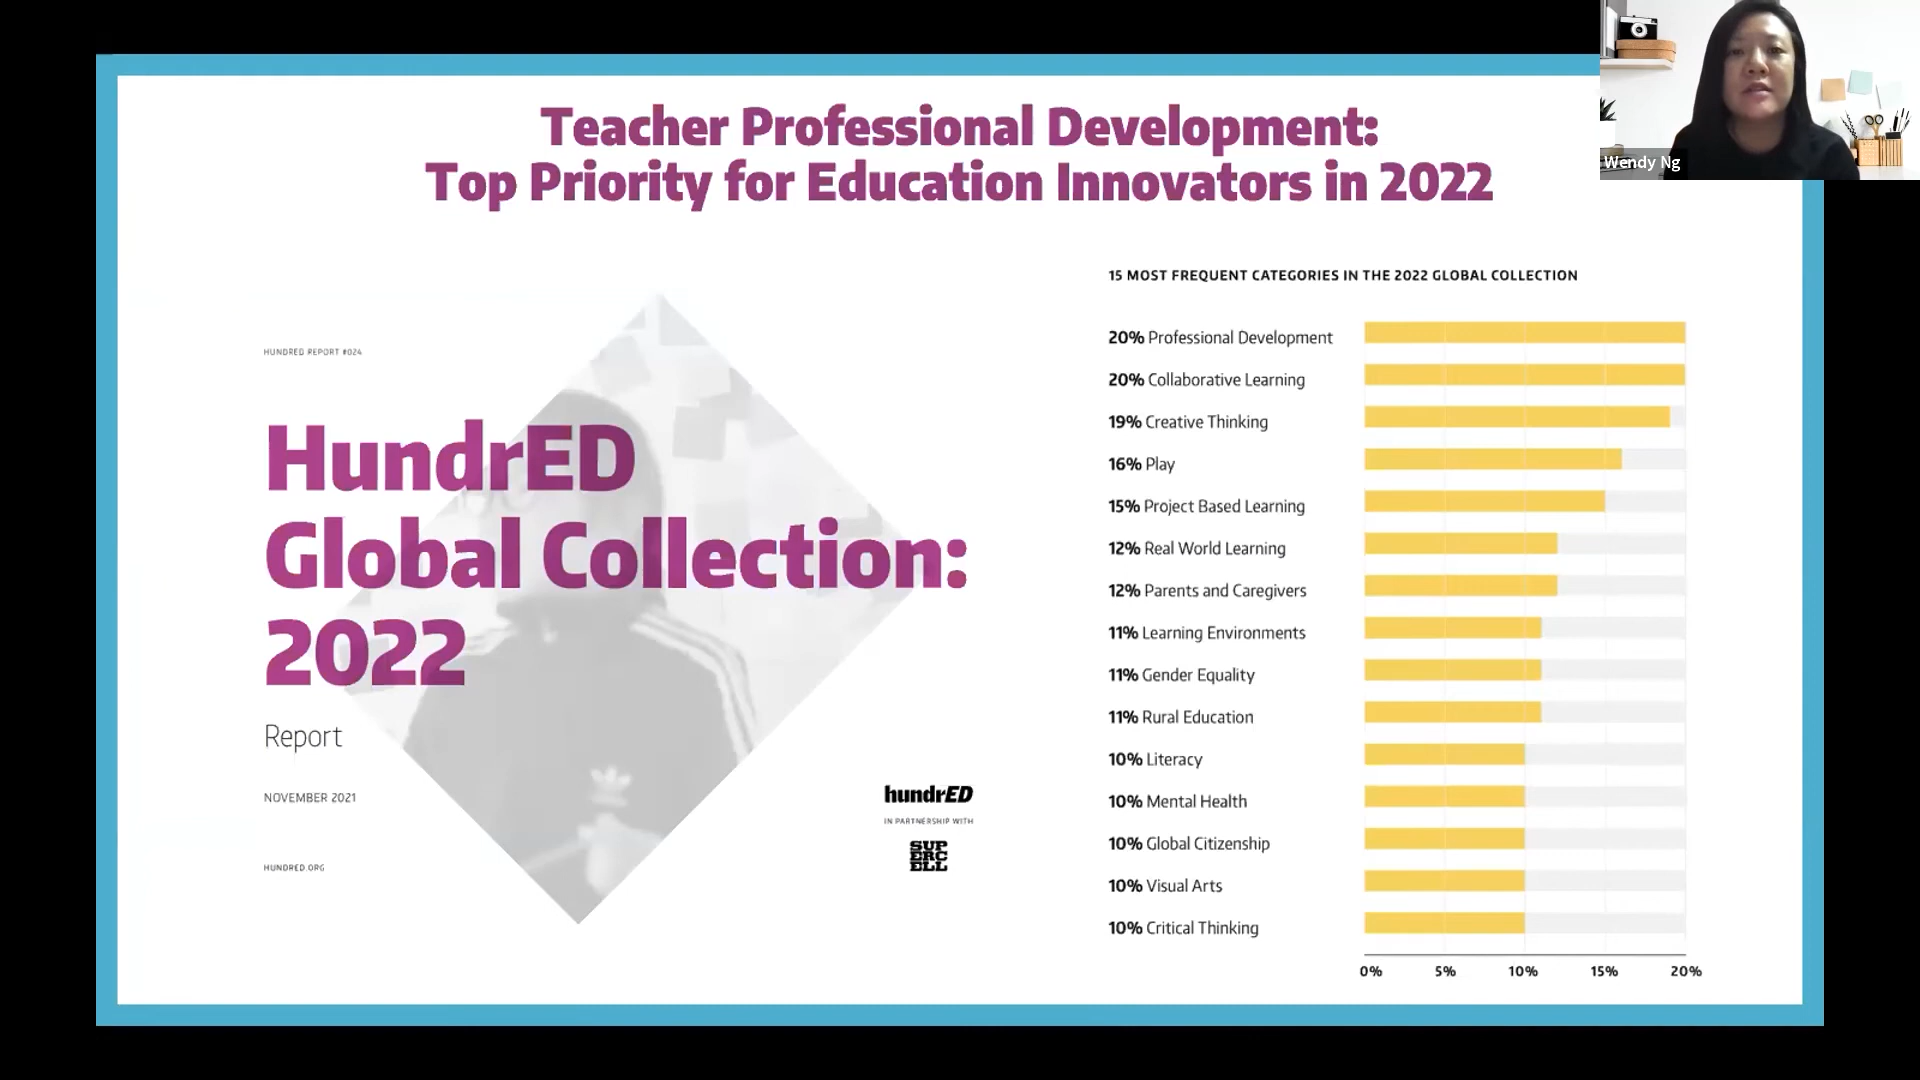 Teacher Professional Development:
Top Priority for Education Innovators in 2022
Wendy Ng
HUNDRED REPORT #024
HundrED
Global Collection:
2022
Report
NOVEMBER 2021
HUNDRED.ORG
hundrED
IN PARTNERSHIP WITH
SUP
ERC
ELL
15 MOST FREQUENT CATEGORIES IN THE 2022 GLOBAL COLLECTION
20% Professional Development
20% Collaborative Learning
19% Creative Thinking
16% Play
15% Project Based Learning
12% Real World Learning
12% Parents and Caregivers
11% Learning Environments
11% Gender Equality
11% Rural Education
10% Literacy
10% Mental Health
10% Global Citizenship
10% Visual Arts
10% Critical Thinking
0% 5% 10% 15% 20%